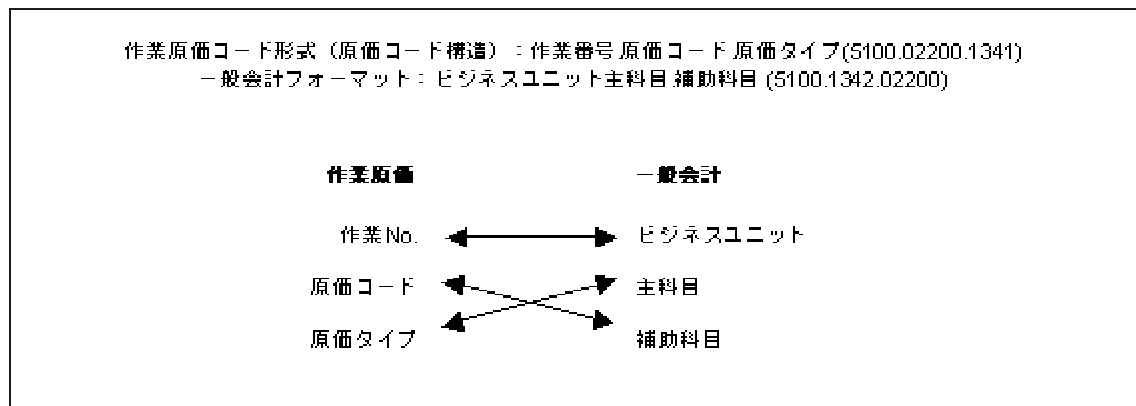 作業原価コード形式（原価コード構造）：作業番号.原価コード.原価タイプ(5100.02200.1341)
一般会計フォーマット：ビジネスユニット主科目.補助科目 (5100.1342.02200)
作業原価 一般会計
作業No. ビジネスユニット
原価コード 主科目
原価タイプ 補助科目